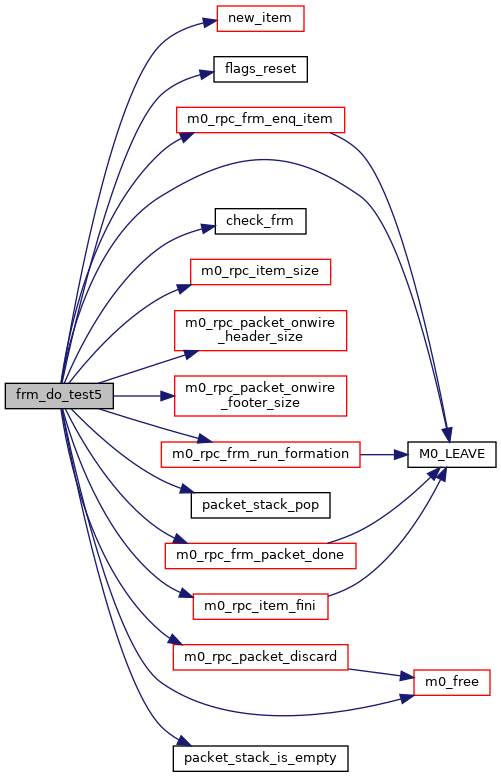 new_item
flags_reset
m0_rpc_frm_enq_item
check_frm
m0_rpc_item_size
m0_rpc_packet_onwire
_header_size
m0_rpc_packet_onwire
_footer_size
frm_do_test5
m0_rpc_frm_run_formation
M0_LEAVE
packet_stack_pop
m0_rpc_frm_packet_done
m0_rpc_item_fini
m0_rpc_packet_discard
m0_free
packet_stack_is_empty